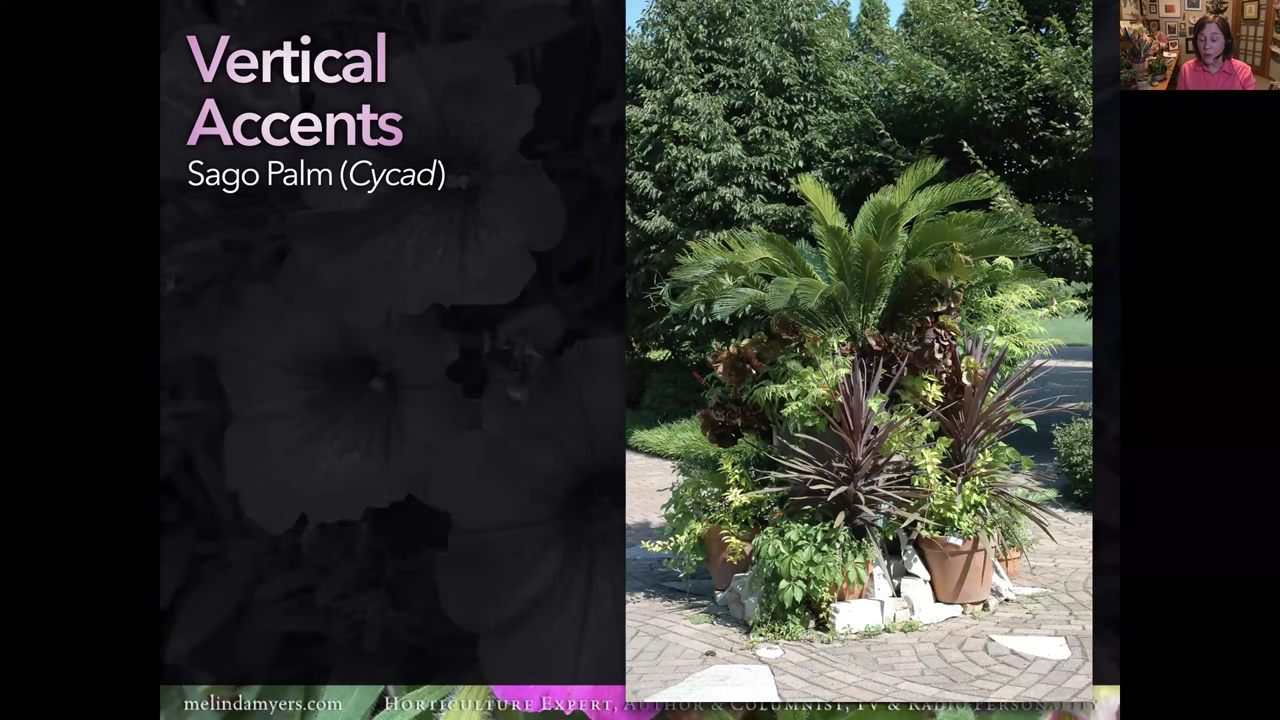 Vertical
Accents
Sago Palm (Cycad)
melindamyers.com
Horticulture Expert, Author & Columnist, TV & Radio Personality